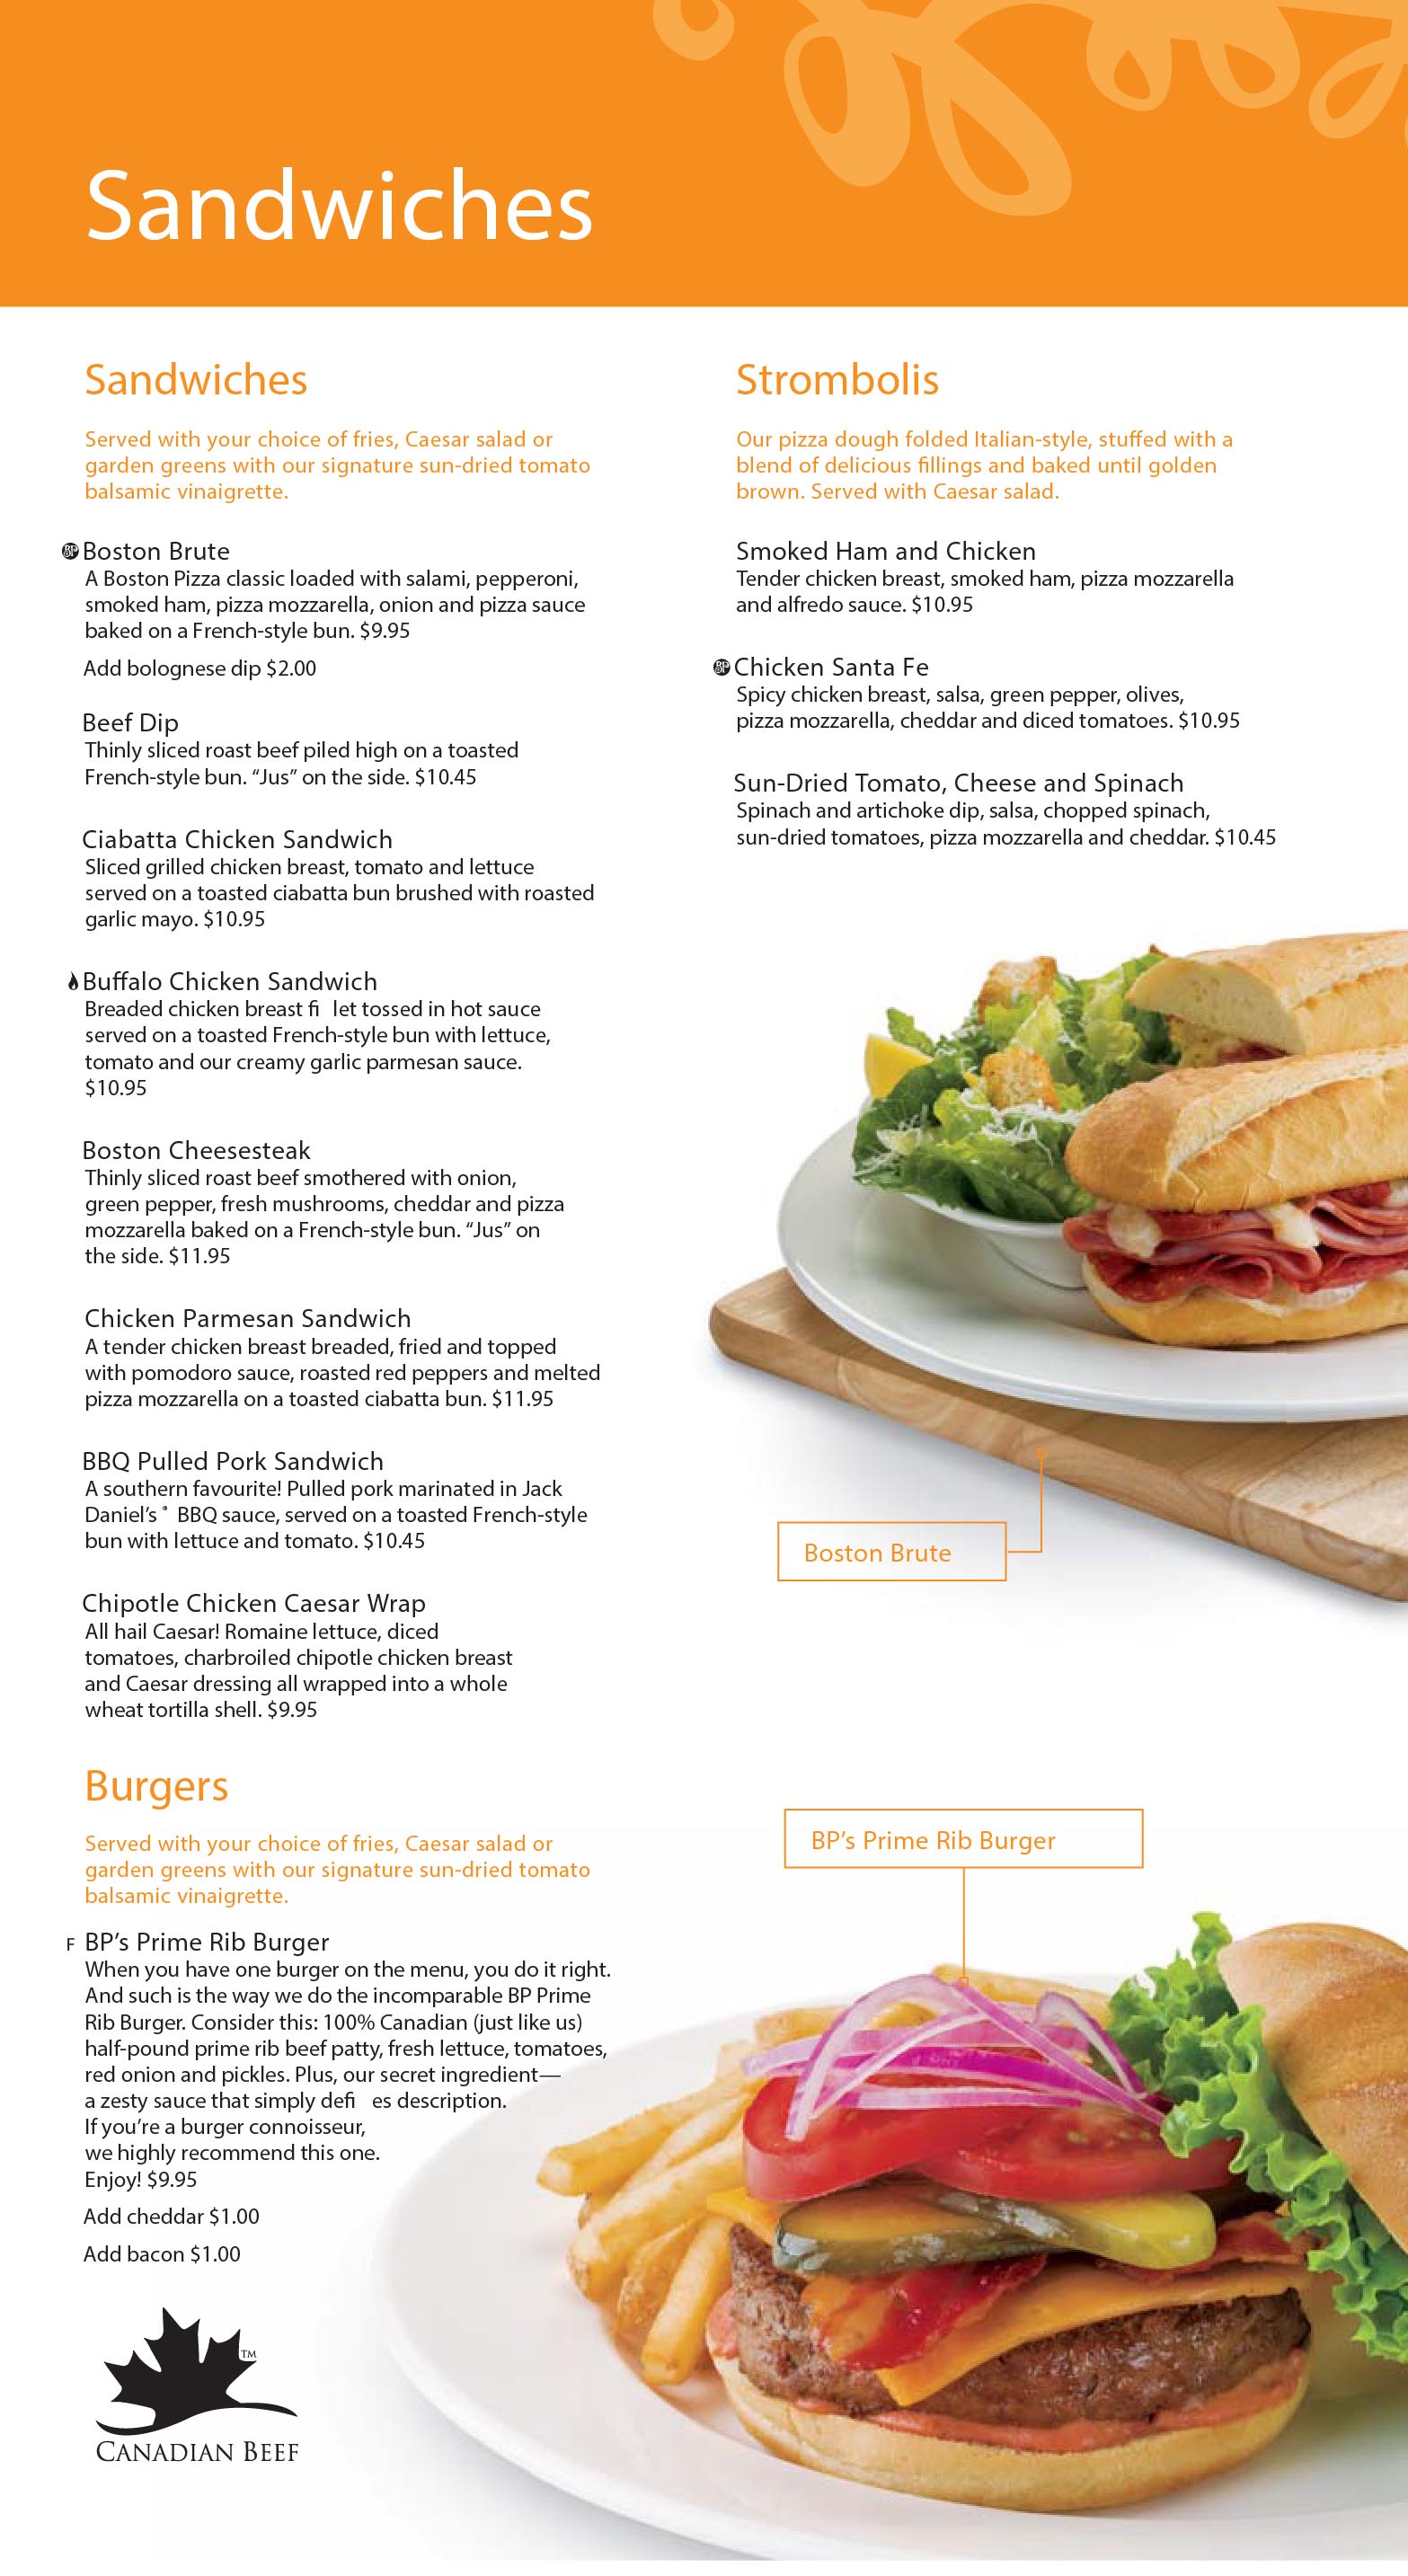 Sandwiches
Sandwiches
Served with your choice of fries, Caesar salad or
garden greens with our signature sun-dried tomato
balsamic vinaigrette.
BP Boston Brute
A Boston Pizza classic loaded with salami, pepperoni,
smoked ham, pizza mozzarella, onion and pizza sauce
baked on a French-style bun. $9.95
Add bolognese dip $2.00
Beef Dip
Thinly sliced roast beef piled high on a toasted
French-style bun. “Jus” on the side. $10.45
Ciabatta Chicken Sandwich
Sliced grilled chicken breast, tomato and lettuce
served on a toasted ciabatta bun brushed with roasted
garlic mayo. $10.95
Buffalo Chicken Sandwich
Breaded chicken breast fi let tossed in hot sauce
served on a toasted French-style bun with lettuce,
tomato and our creamy garlic parmesan sauce.
$10.95
Boston Cheesesteak
Thinly sliced roast beef smothered with onion,
green pepper, fresh mushrooms, cheddar and pizza
mozzarella baked on a French-style bun. “Jus” on
the side. $11.95
Chicken Parmesan Sandwich
A tender chicken breast breaded, fried and topped
with pomodoro sauce, roasted red peppers and melted
pizza mozzarella on a toasted ciabatta bun. $11.95
BBQ Pulled Pork Sandwich
A southern favourite! Pulled pork marinated in Jack
Daniel’s® BBQ sauce, served on a toasted French-style
bun with lettuce and tomato. $10.45
Chipotle Chicken Caesar Wrap
All hail Caesar! Romaine lettuce, diced
tomatoes, charbroiled chipotle chicken breast
and Caesar dressing all wrapped into a whole
wheat tortilla shell. $9.95
Burgers
Served with your choice of fries, Caesar salad or
garden greens with our signature sun-dried tomato
balsamic vinaigrette.
F BP’s Prime Rib Burger
When you have one burger on the menu, you do it right.
And such is the way we do the incomparable BP Prime
Rib Burger. Consider this: 100% Canadian (just like us)
half-pound prime rib beef patty, fresh lettuce, tomatoes,
red onion and pickles. Plus, our secret ingredient—
a zesty sauce that simply defi es description.
If you’re a burger connoisseur,
we highly recommend this one.
Enjoy! $9.95
Add cheddar $1.00
Add bacon $1.00
TM
CANADIAN BEEF
Strombolis
Our pizza dough folded Italian-style, stuffed with a
blend of delicious fillings and baked until golden
brown. Served with Caesar salad.
Smoked Ham and Chicken
Tender chicken breast, smoked ham, pizza mozzarella
and alfredo sauce. $10.95
BP Chicken Santa Fe
Spicy chicken breast, salsa, green pepper, olives,
pizza mozzarella, cheddar and diced tomatoes. $10.95
Sun-Dried Tomato, Cheese and Spinach
Spinach and artichoke dip, salsa, chopped spinach,
sun-dried tomatoes, pizza mozzarella and cheddar. $10.45
Boston Brute
BP’s Prime Rib Burger